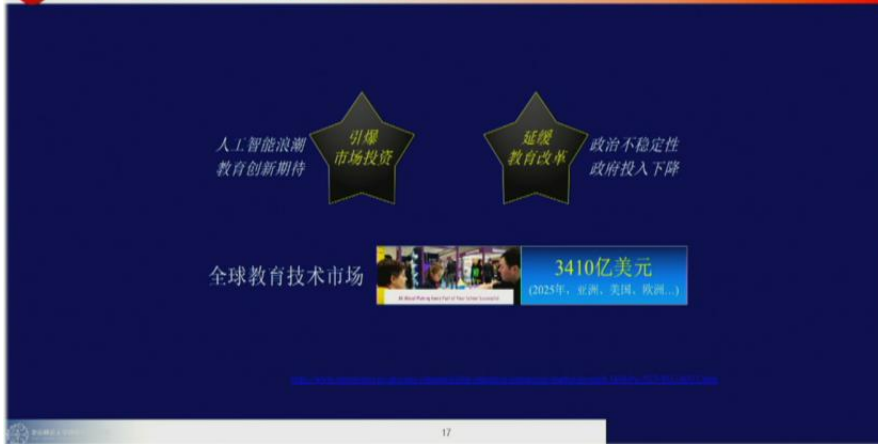 人工智能浪潮
教育创新期待
引爆
市场投资
延缓
教育改革
政治不稳定性
政府投入下降
全球教育技术市场
3410亿美元
(2025年，亚洲、美国、欧洲...)
17